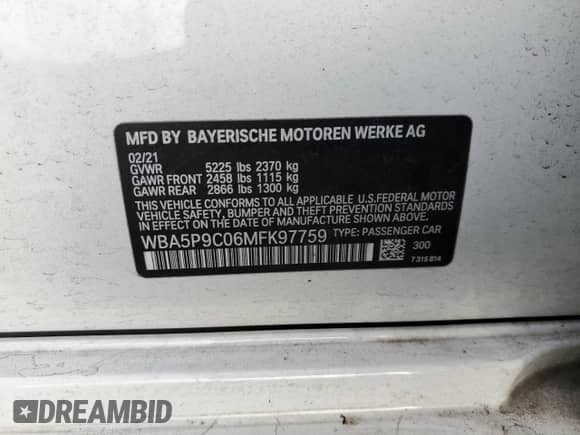 MFD BY BAYERISCHE MOTOREN WERKE AG
02/21
GVWR 5225 lbs 2370 kg
GAWR FRONT 2458 lbs 1115 kg
GAWR REAR 2866 lbs 1300 kg
THIS VEHICLE CONFORMS TO ALL APPLICABLE U.S.FEDERAL MOTOR
VEHICLE SAFETY, BUMPER, AND THEFT PREVENTION STANDARDS
IN EFFECT ON THE DATE OF MANUFACTURE SHOWN ABOVE.
WBA5P9C06MFK97759 TYPE: PASSENGER CAR
300
7 315 814
DREAMBID